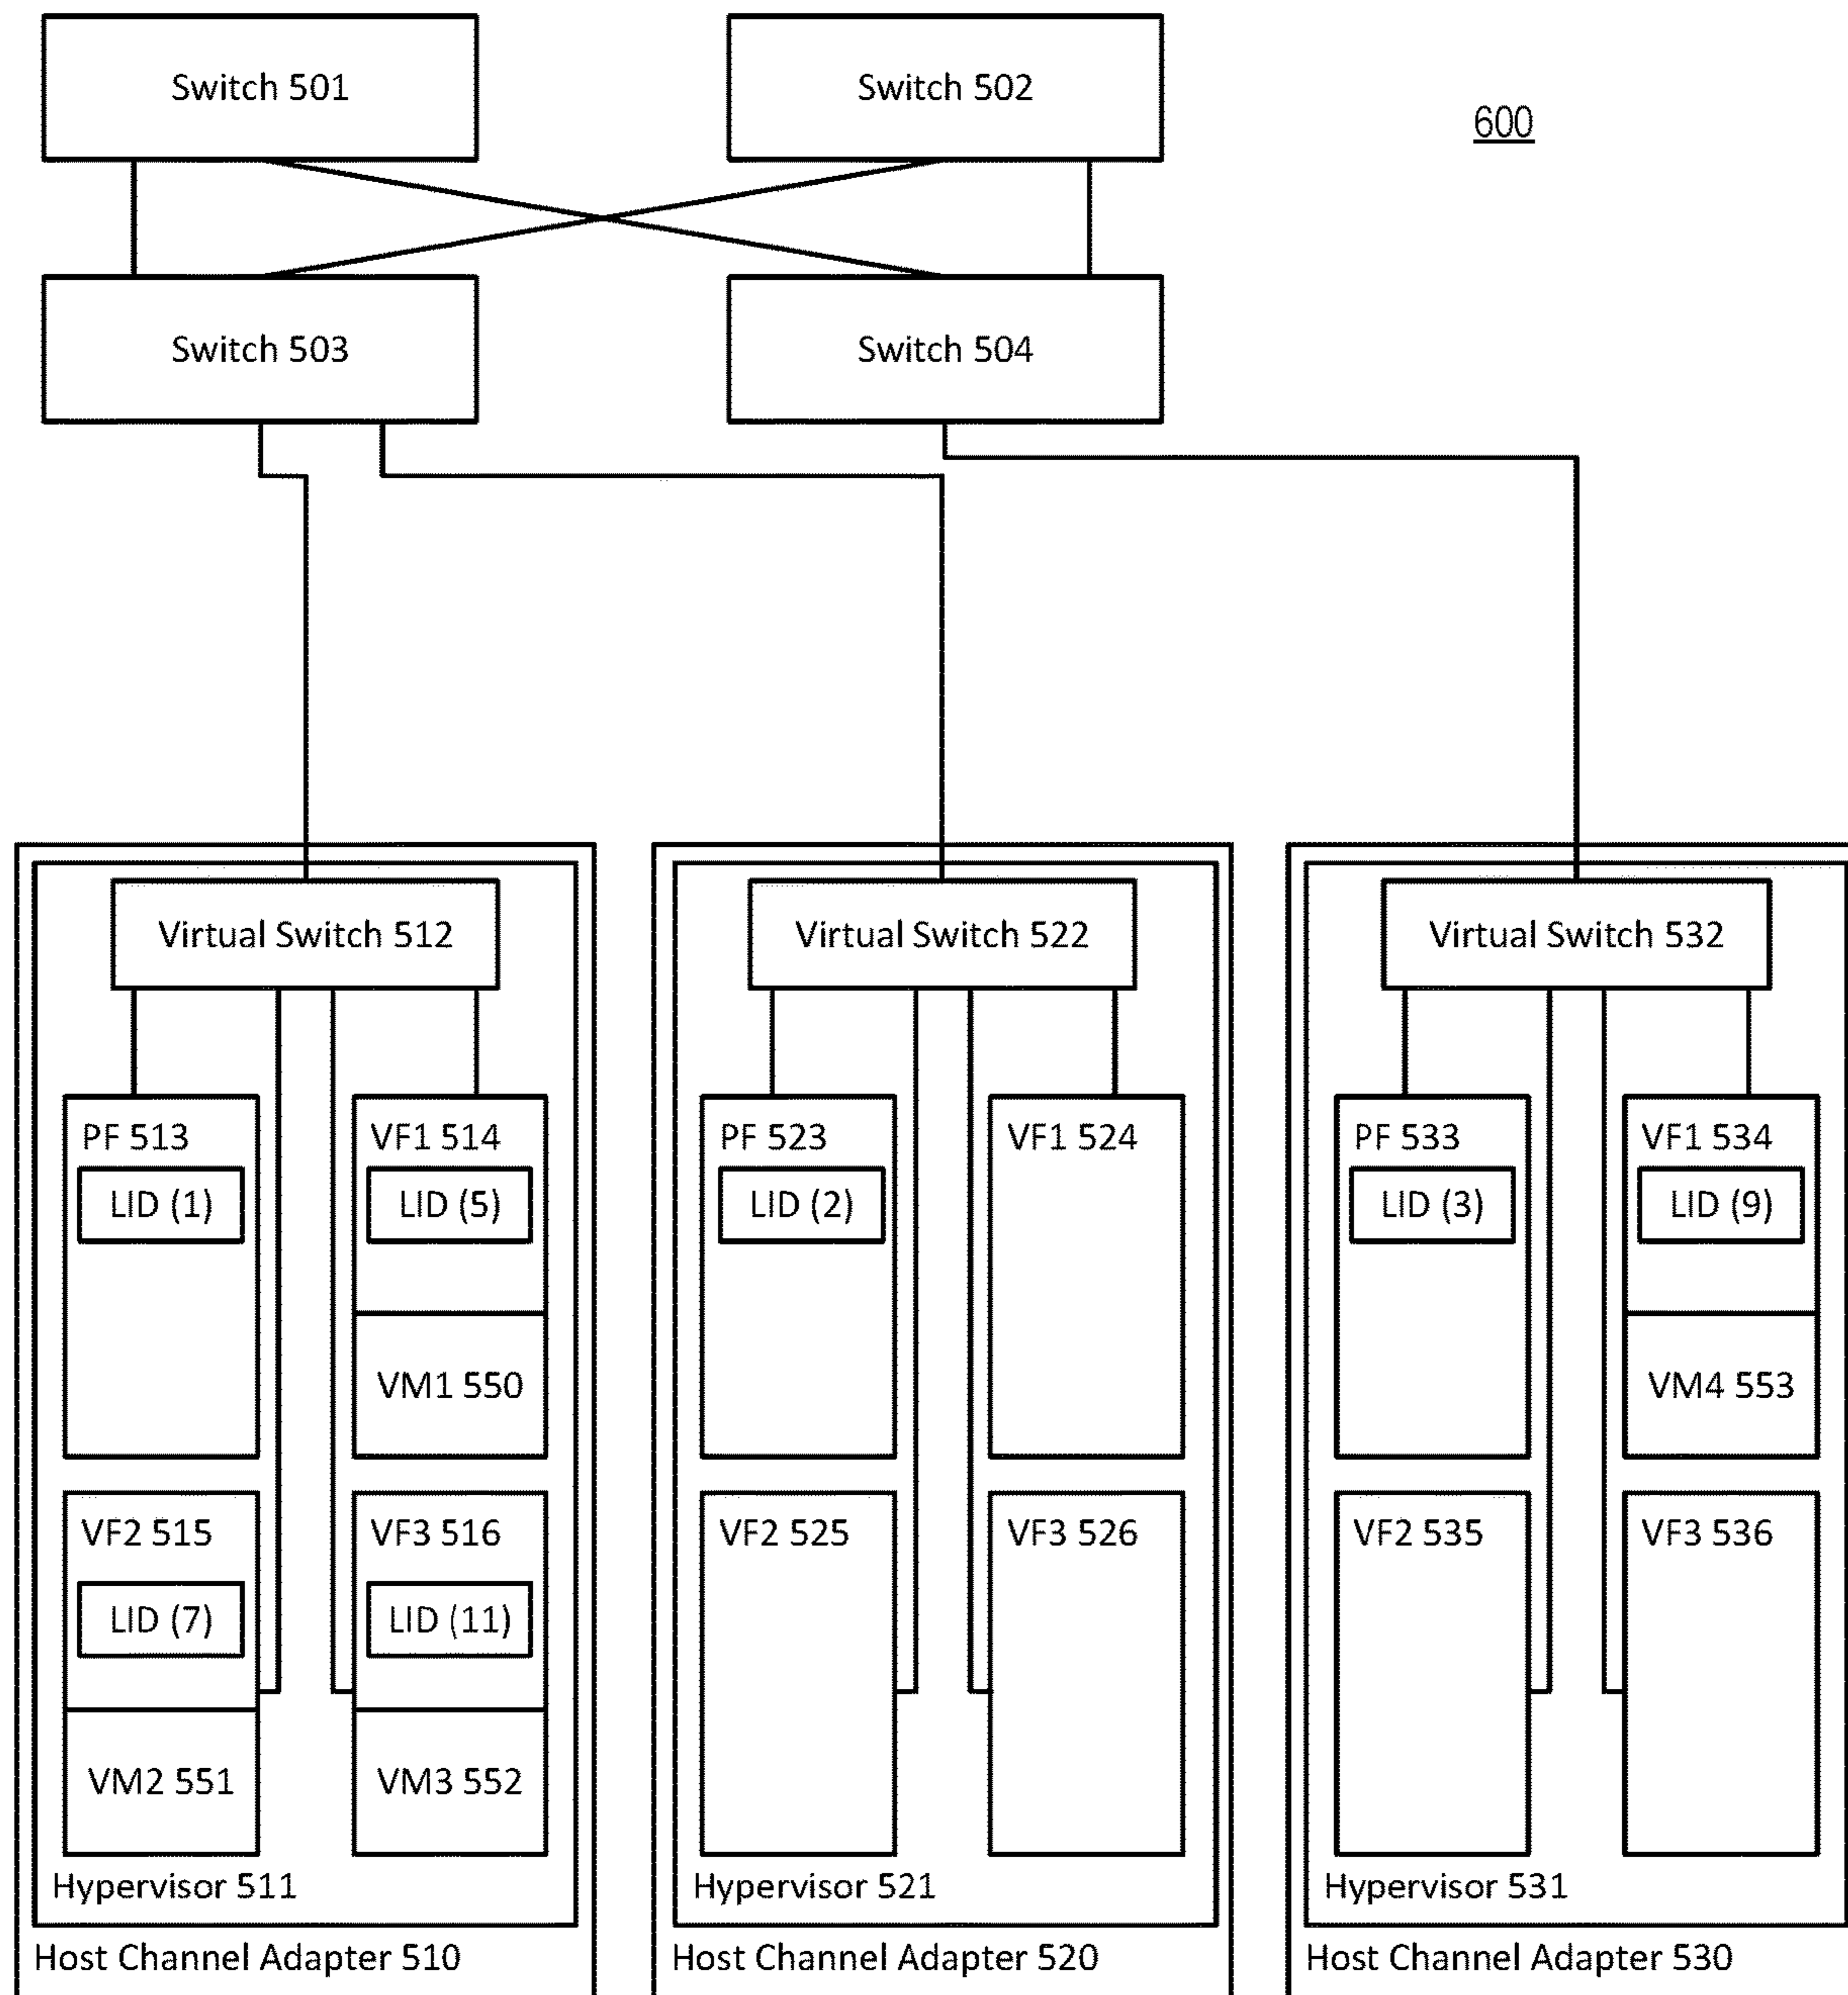 Switch 501
Switch 502
600
Switch 503
Switch 504
Virtual Switch 512
Virtual Switch 522
Virtual Switch 532
PF 513
LID (1)
VF1 514
LID (5)
VM1 550
VF2 515
LID (7)
VM2 551
VF3 516
LID (11)
VM3 552
Hypervisor 511
Host Channel Adapter 510
PF 523
LID (2)
VF1 524
VF2 525
VF3 526
Hypervisor 521
Host Channel Adapter 520
PF 533
LID (3)
VF1 534
LID (9)
VM4 553
VF2 535
VF3 536
Hypervisor 531
Host Channel Adapter 530